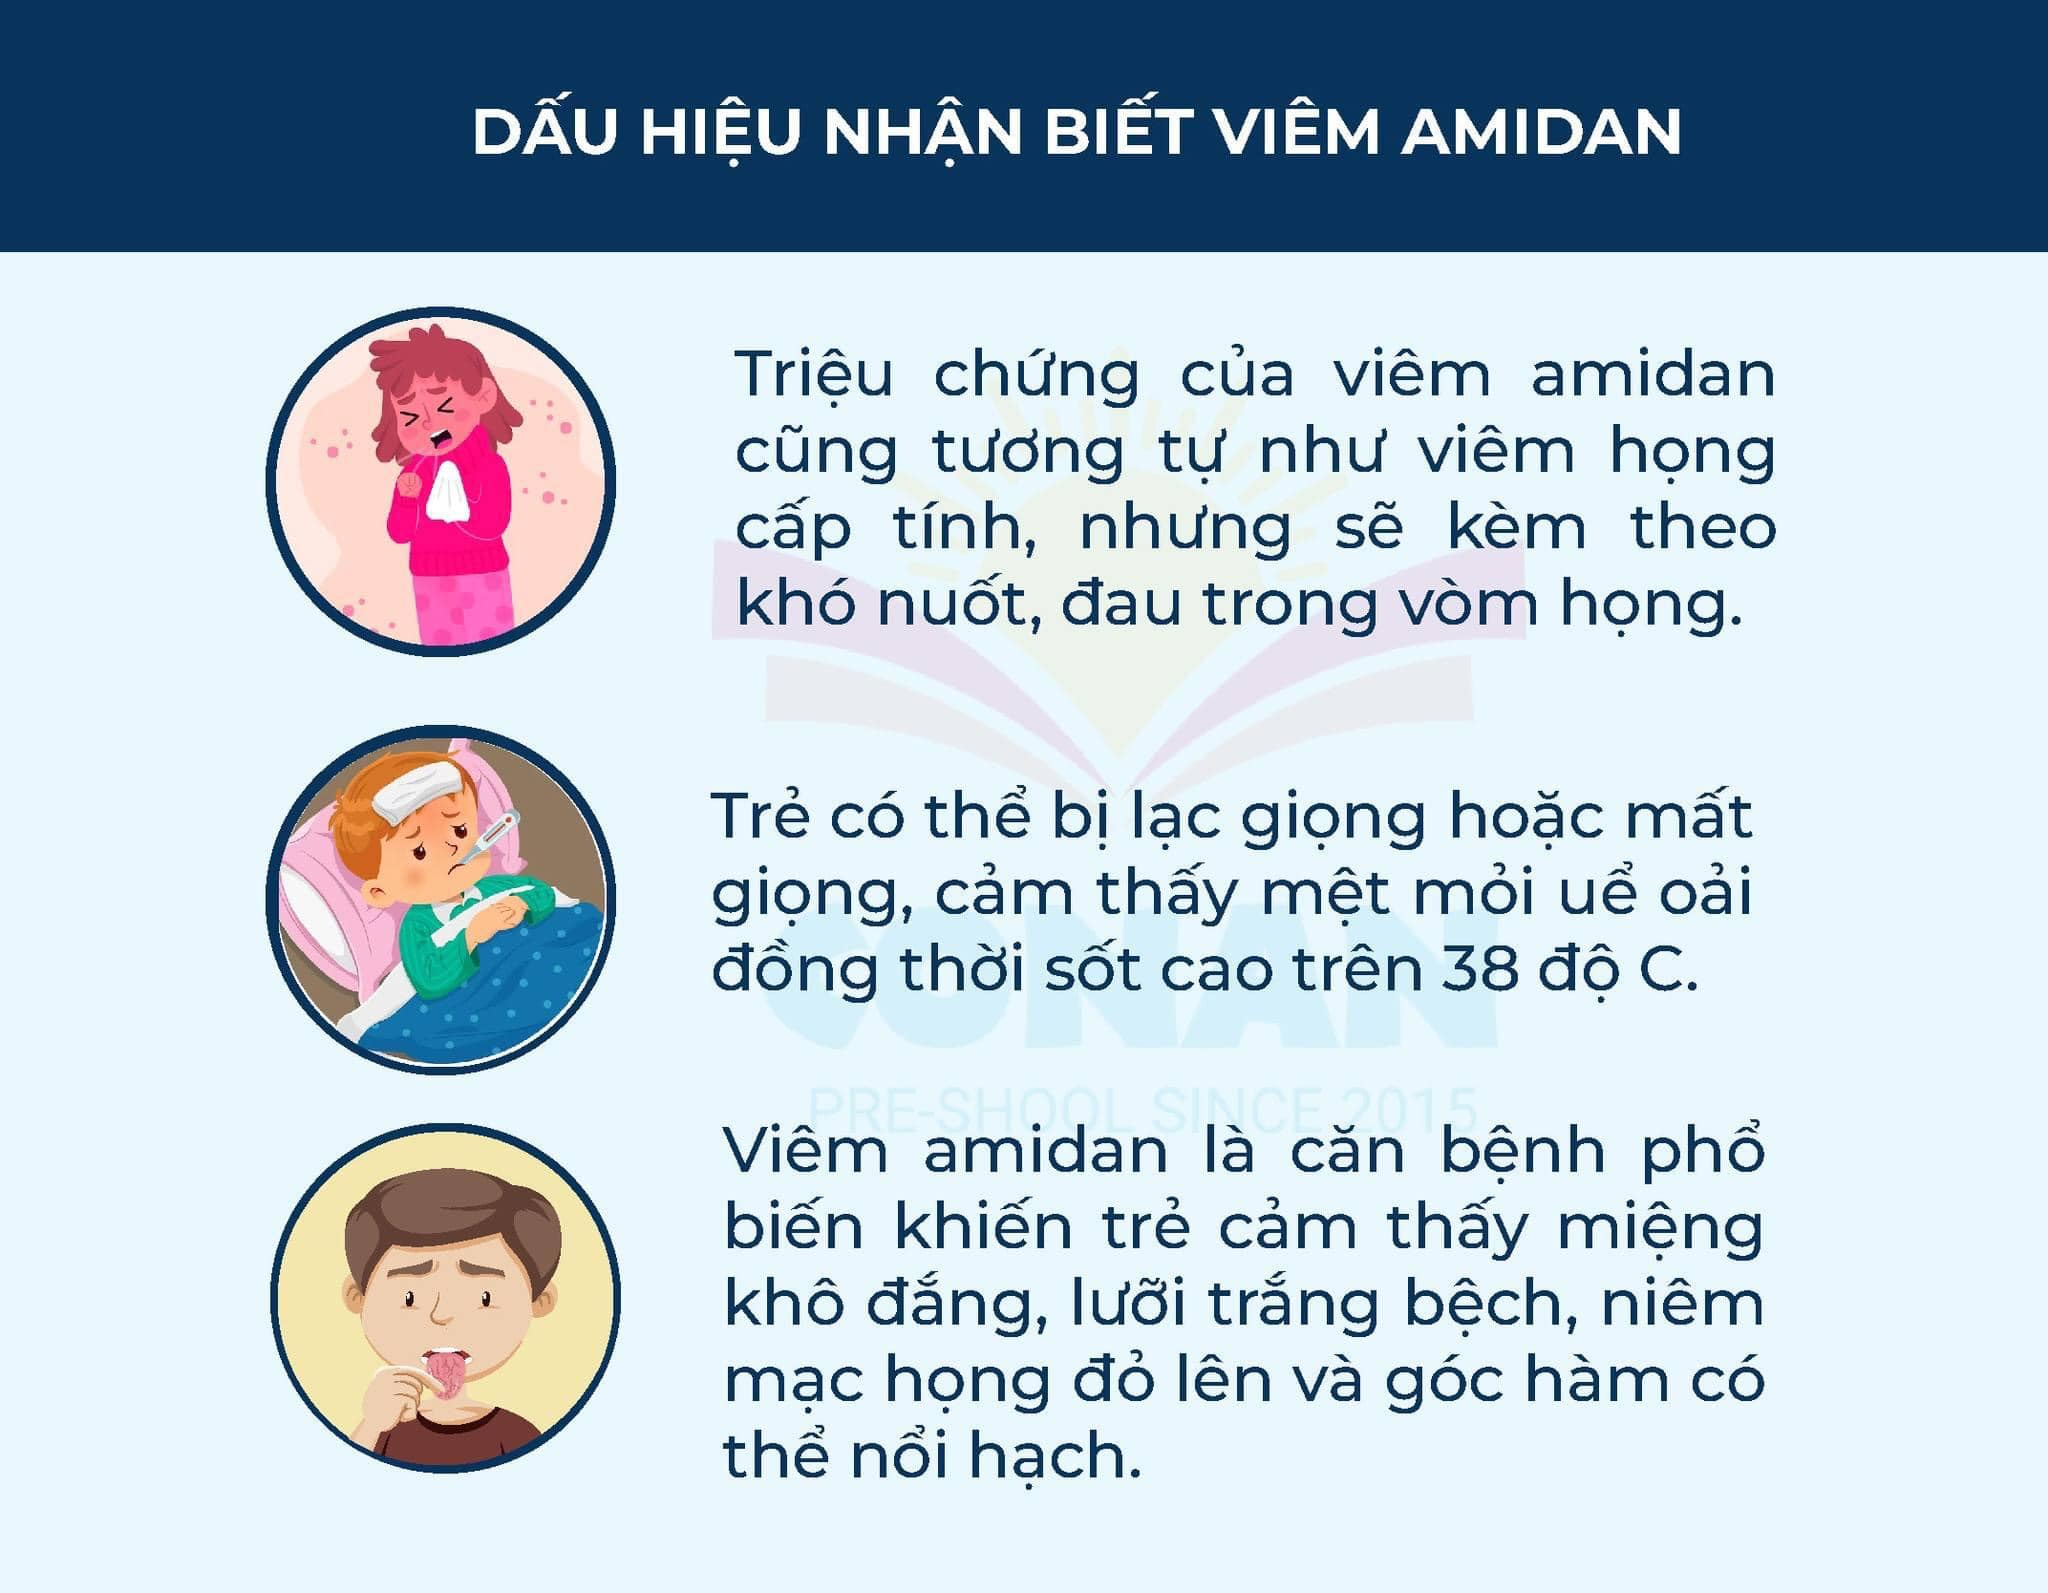 DẤU HIỆU NHẬN BIẾT VIÊM AMIDAN
Triệu chứng của viêm amidan
cũng tương tự như viêm họng
cấp tính, nhưng sẽ kèm theo
khó nuốt, đau trong vòm họng.
Trẻ có thể bị lạc giọng hoặc mất
giọng, cảm thấy mệt mỏi uể oải
đồng thời sốt cao trên 38 độ C.
CONAN
PRE-SHOOL SINCE 2015
Viêm amidan là căn bệnh phổ
biến khiến trẻ cảm thấy miệng
khô đắng, lưỡi trắng bệch, niêm
mạc họng đỏ lên và góc hàm có
thể nổi hạch.